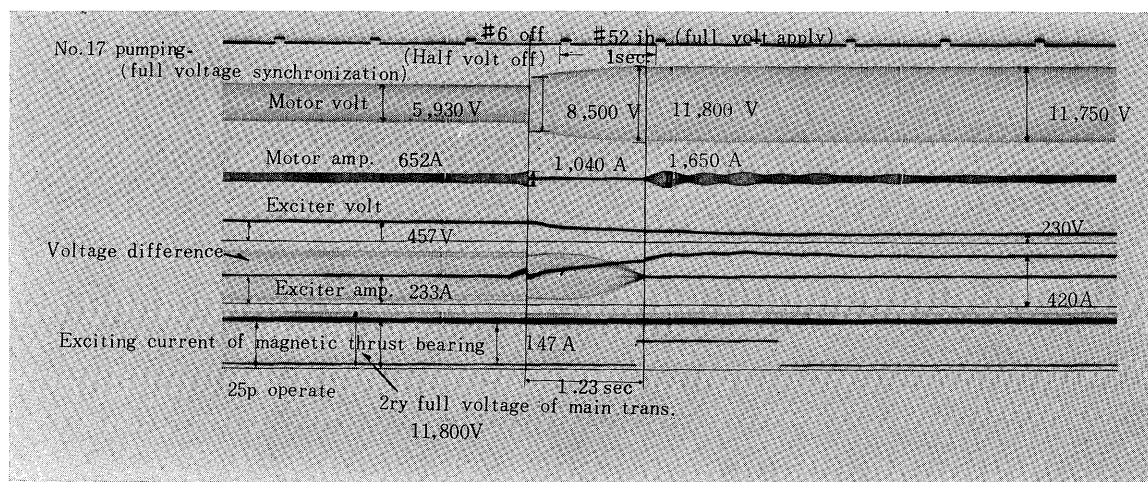 #6 off
#52 in (full volt apply)
No.17 pumping-
(full voltage synchronization)
(Half volt off)
1sec
Motor volt
5,930 V
8,500 V
11,800 V
11,750 V
Motor amp.
652A
1,040 A
1,650 A
Exciter volt
457V
230V
Voltage difference
Exciter amp.
233A
420A
Exciting current of magnetic thrust bearing
147A
25p operate
1.23 sec
2ry full voltage of main trans.
11,800V